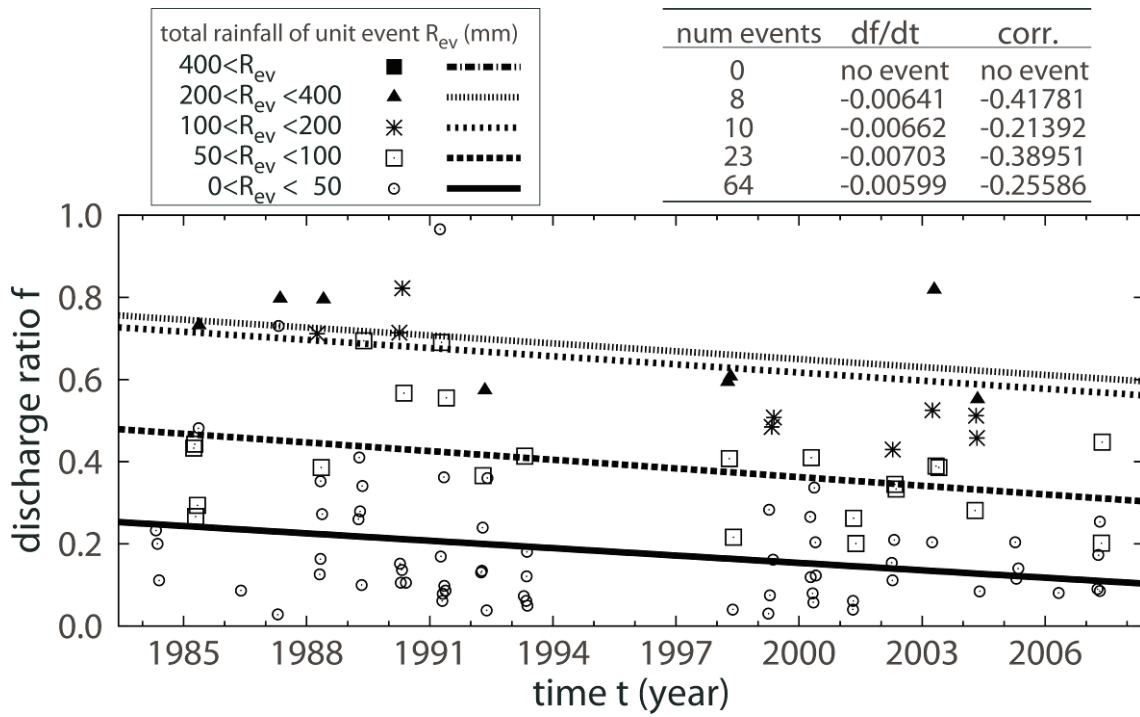 total rainfall of unit event R_ev (mm)
400<R_ev
200<R_ev <400
100<R_ev <200
50<R_ev <100
0<R_ev < 50
num events df/dt corr.
0 no event no event
8 -0.00641 -0.41781
10 -0.00662 -0.21392
23 -0.00703 -0.38951
64 -0.00599 -0.25586
discharge ratio f
1.0
0.8
0.6
0.4
0.2
0.0
1985 1988 1991 1994 1997 2000 2003 2006
time t (year)